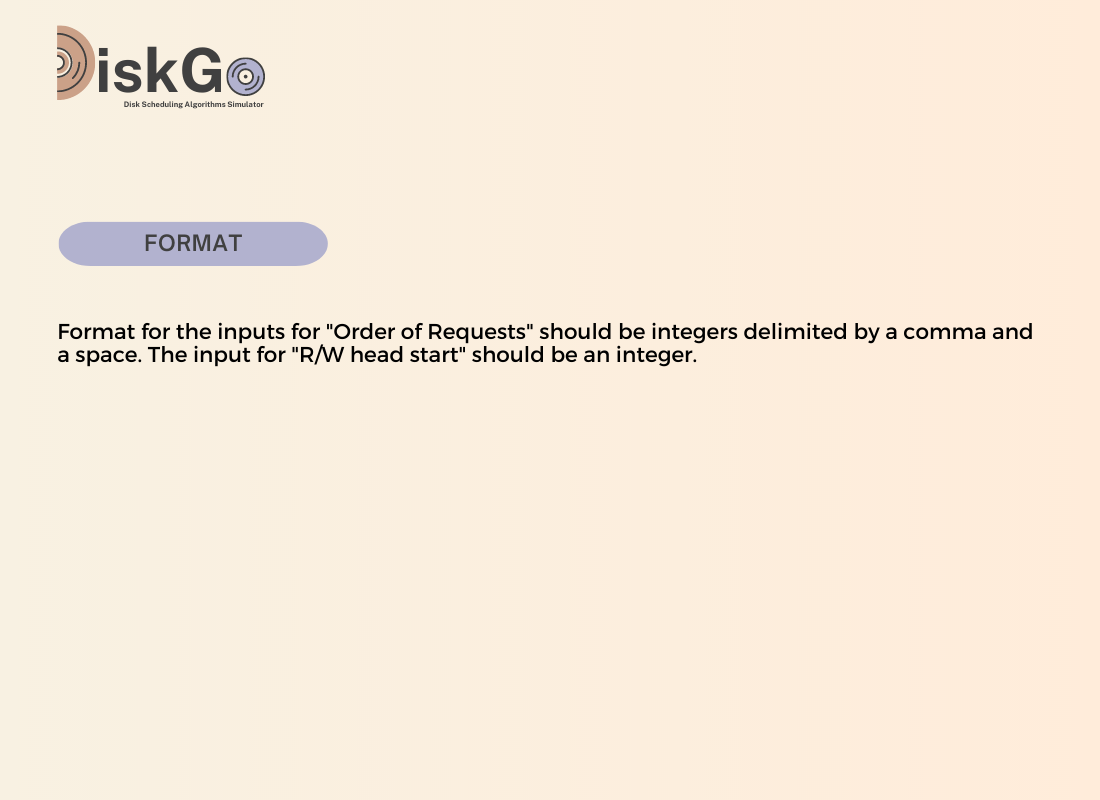 DiskGo
Disk Scheduling Algorithms Simulator
FORMAT
Format for the inputs for "Order of Requests" should be integers delimited by a comma and
a space. The input for "R/W head start" should be an integer.